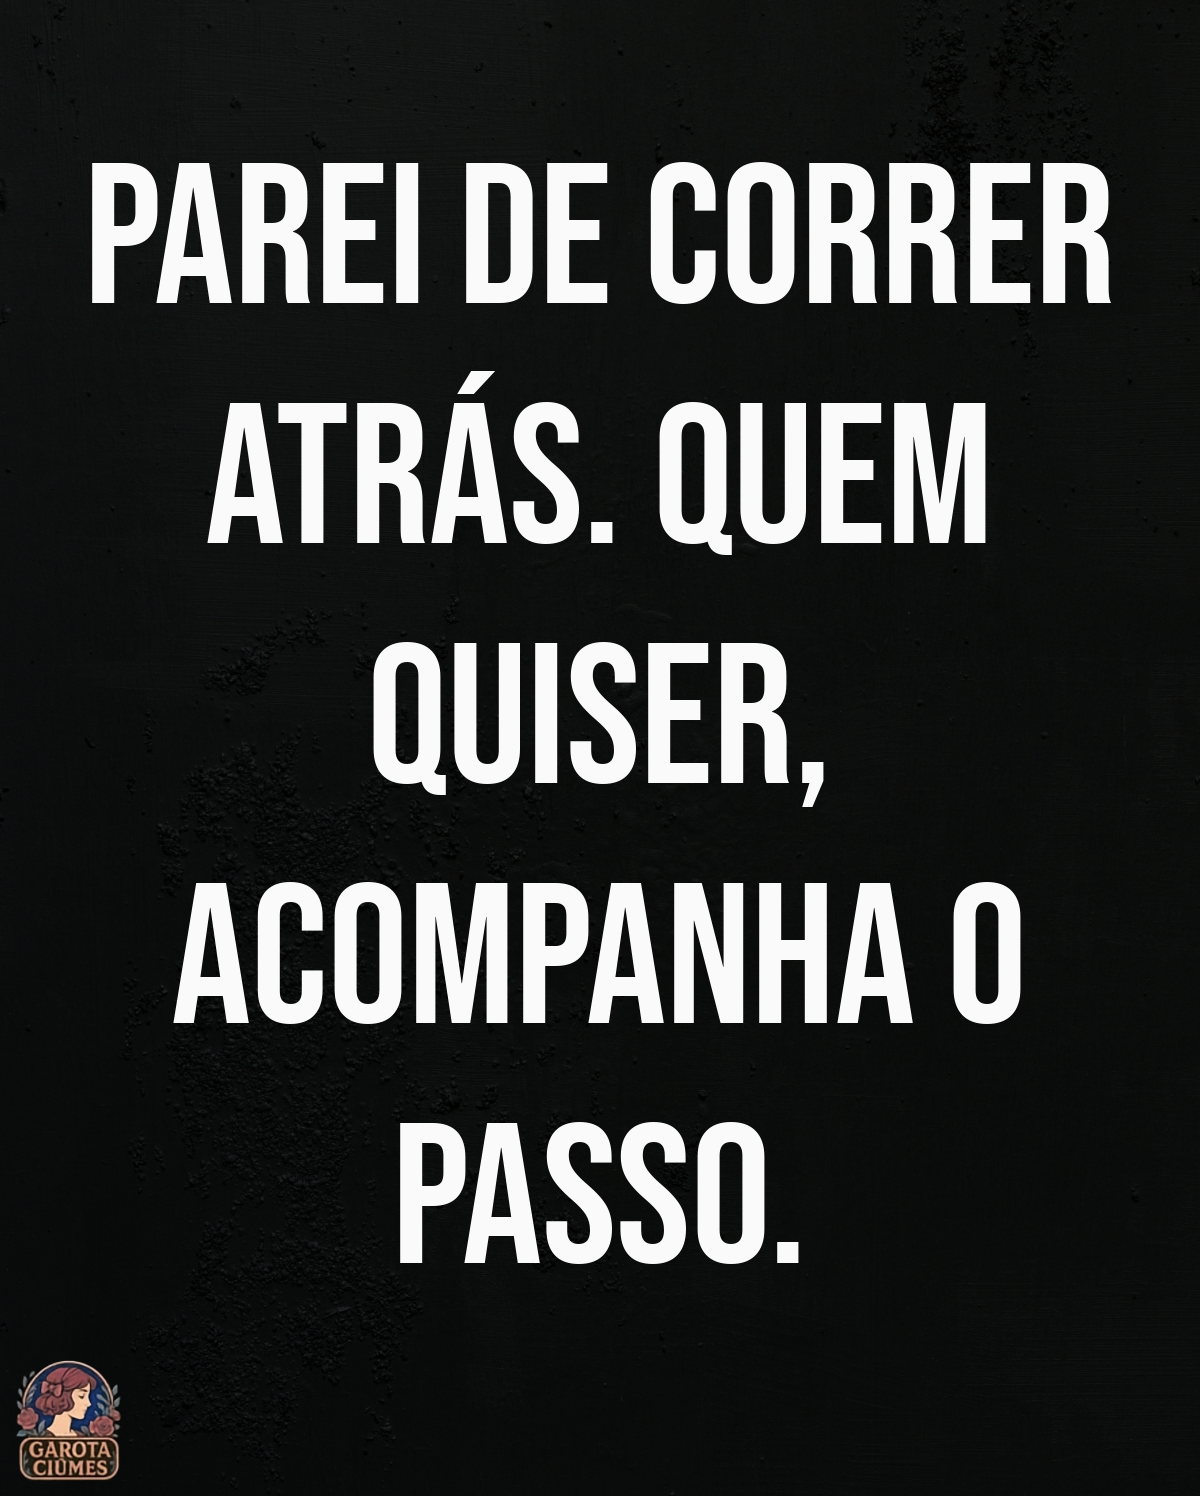 PAREI DE CORRER
ATRÁS. QUEM
QUISER,
ACOMPANHA O
PASSO.
GAROTA
CIÚMES